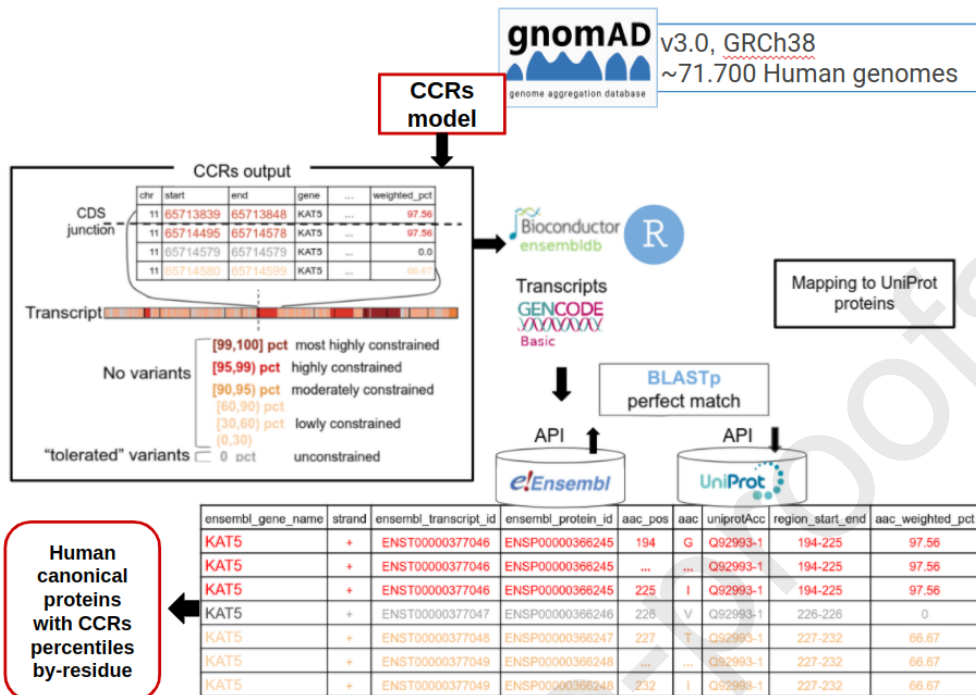 gnomAD
genome aggregation database
v3.0, GRCh38
~71.700 Human genomes
CCRs
model
CCRs output
chr start end gene ... weighted_pct
11 65713839 65713848 KAT5 ... 97.56
11 65714495 65714578 KAT5 ... 97.56
11 65714579 65714579 KAT5 ... 0.0
11 65714580 65714599 KAT5 ... 66.67
CDS
junction
Transcript
No variants
[99,100] pct most highly constrained
[95,99) pct highly constrained
[90,95) pct moderately constrained
[60,90) pct
[30,60) pct lowly constrained
(0,30)
"tolerated" variants 0 pct unconstrained
Bioconductor
ensembldb
R
Transcripts
GENCODE
Basic
Mapping to UniProt
proteins
BLASTp
perfect match
API
API
e!Ensembl
UniProt
ensembl_gene_name strand ensembl_transcript_id ensembl_protein_id aac_pos aac uniprotAcc region_start_end aac_weighted_pct
KAT5 + ENST00000377046 ENSP00000366245 194 G Q92993-1 194-225 97.56
KAT5 + ENST00000377046 ENSP00000366245 ... ... Q92993-1 194-225 97.56
KAT5 + ENST00000377046 ENSP00000366245 225 I Q92993-1 194-225 97.56
KAT5 + ENST00000377047 ENSP00000366246 226 V Q92993-1 226-226 0
KAT5 + ENST00000377048 ENSP00000366247 227 T Q92993-1 227-232 66.67
KAT5 + ENST00000377049 ENSP00000366248 ... ... Q92993-1 227-232 66.67
KAT5 + ENST00000377049 ENSP00000366248 232 I Q92993-1 227-232 66.67
Human
canonical
proteins
with CCRs
percentiles
by-residue
-proofs